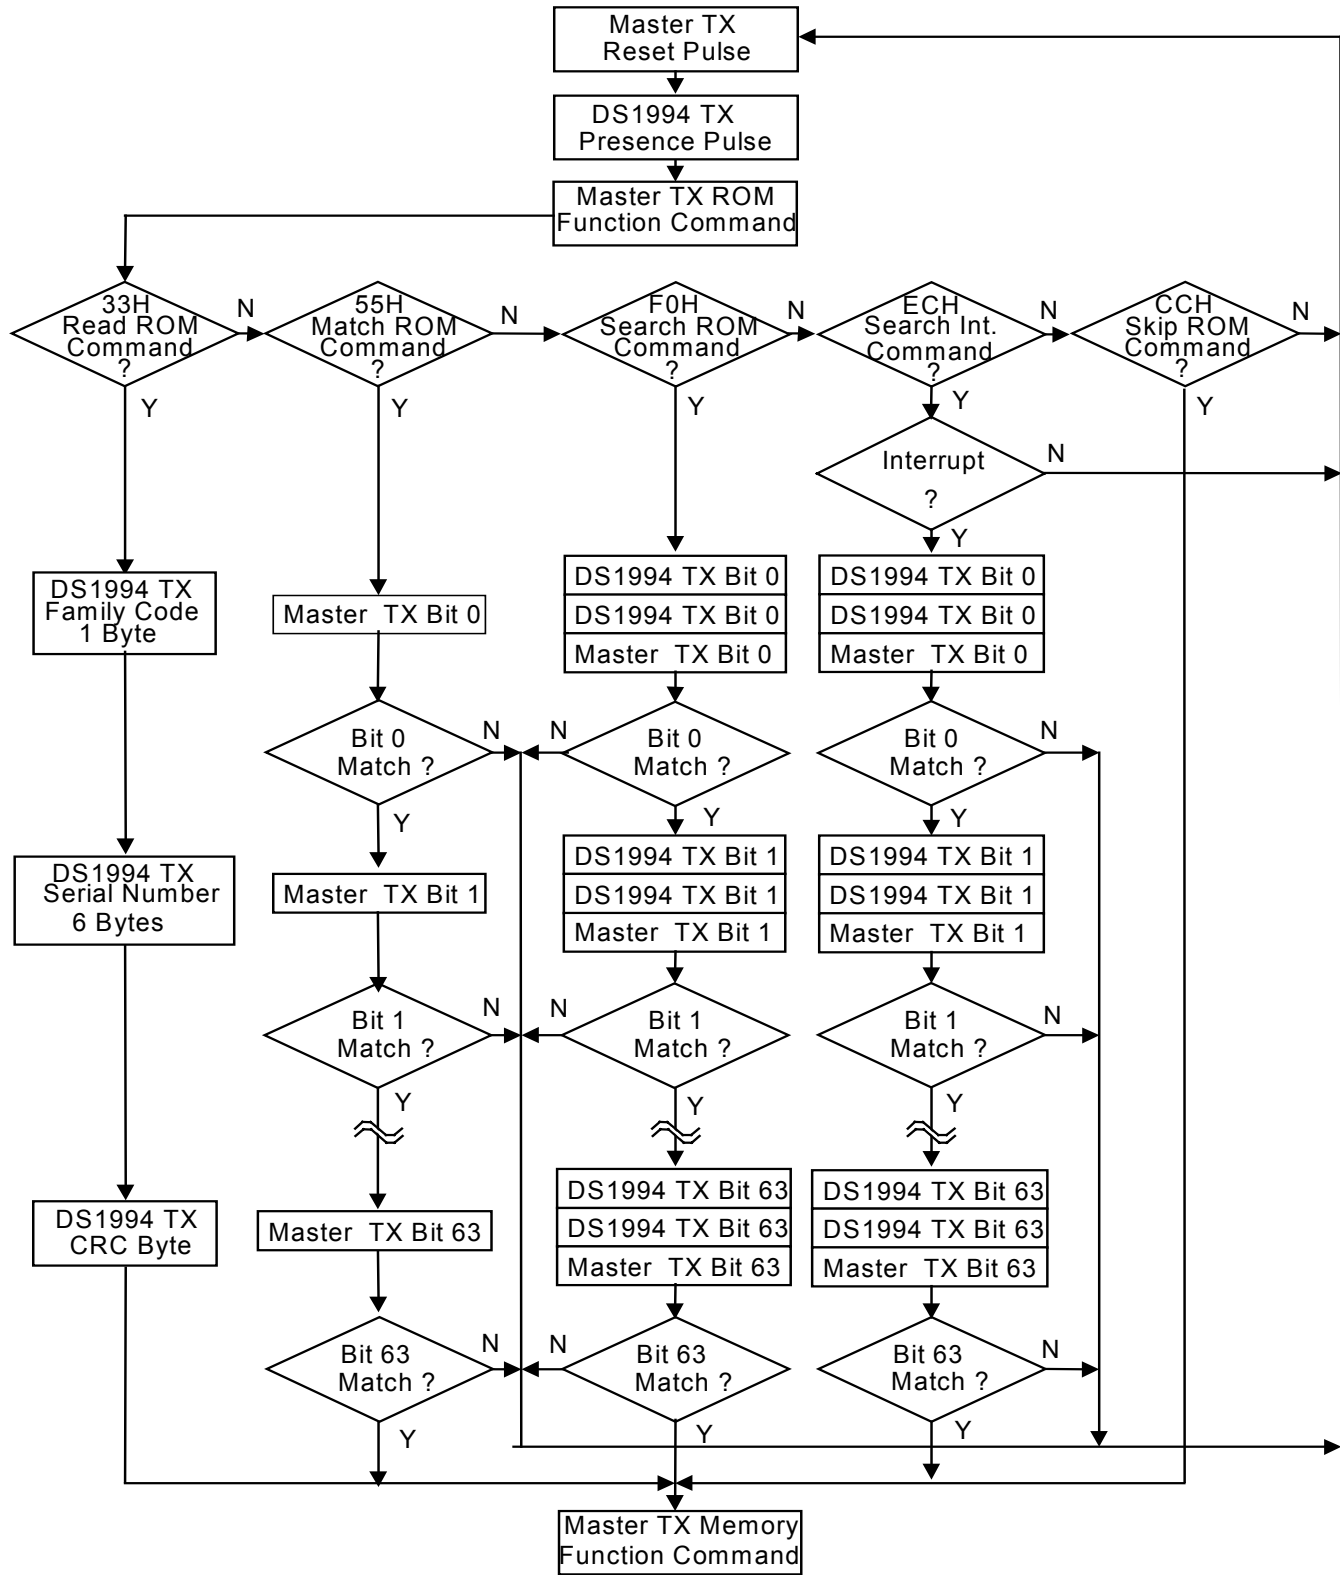 Master TX
Reset Pulse
DS1994 TX
Presence Pulse
Master TX ROM
Function Command
33H
Read ROM
Command
?
N
Y
55H
Match ROM
Command
?
N
Y
F0H
Search ROM
Command
?
N
Y
ECH
Search Int.
Command
?
N
Y
CCH
Skip ROM
Command
?
N
Y
Interrupt
?
N
Y
DS1994 TX
Family Code
1 Byte
Master TX Bit 0
DS1994 TX Bit 0
DS1994 TX Bit 0
Master TX Bit 0
DS1994 TX Bit 0
DS1994 TX Bit 0
Master TX Bit 0
Bit 0
Match ?
N
Y
N
Bit 0
Match ?
Y
Bit 0
Match ?
N
Y
DS1994 TX
Serial Number
6 Bytes
Master TX Bit 1
DS1994 TX Bit 1
DS1994 TX Bit 1
Master TX Bit 1
DS1994 TX Bit 1
DS1994 TX Bit 1
Master TX Bit 1
Bit 1
Match ?
N
Y
N
Bit 1
Match ?
Y
Bit 1
Match ?
N
Y
DS1994 TX
CRC Byte
Master TX Bit 63
DS1994 TX Bit 63
DS1994 TX Bit 63
Master TX Bit 63
DS1994 TX Bit 63
DS1994 TX Bit 63
Master TX Bit 63
Bit 63
Match ?
N
Y
N
Bit 63
Match ?
Y
Bit 63
Match ?
N
Y
Master TX Memory
Function Command